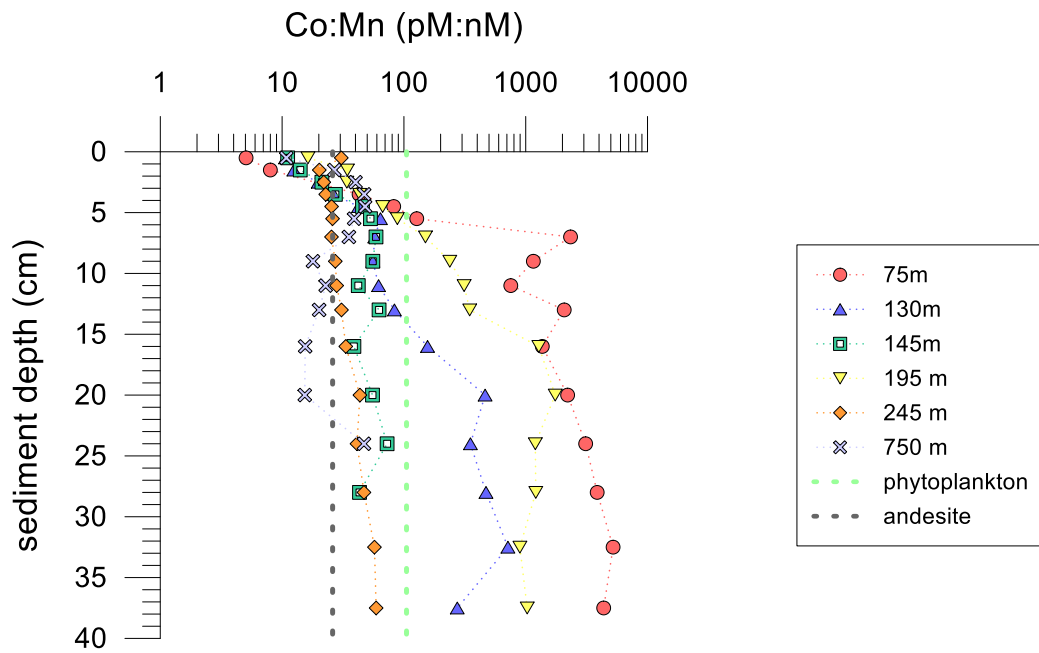 Co:Mn (pM:nM)
1 10 100 1000 10000
0
5
10
15
20
25
30
35
40
sediment depth (cm)
75m
130m
145m
195 m
245 m
750 m
phytoplankton
andesite